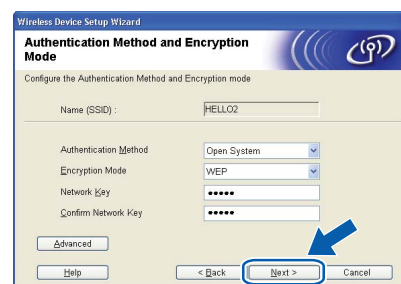 Wireless Device Setup Wizard
Authentication Method and Encryption
Mode
Configure the Authentication Method and Encryption mode
Name (SSID) : HELLO2
Authentication Method Open System
Encryption Mode WEP
Network Key •••••
Confirm Network Key •••••
Advanced
Help < Back Next > Cancel